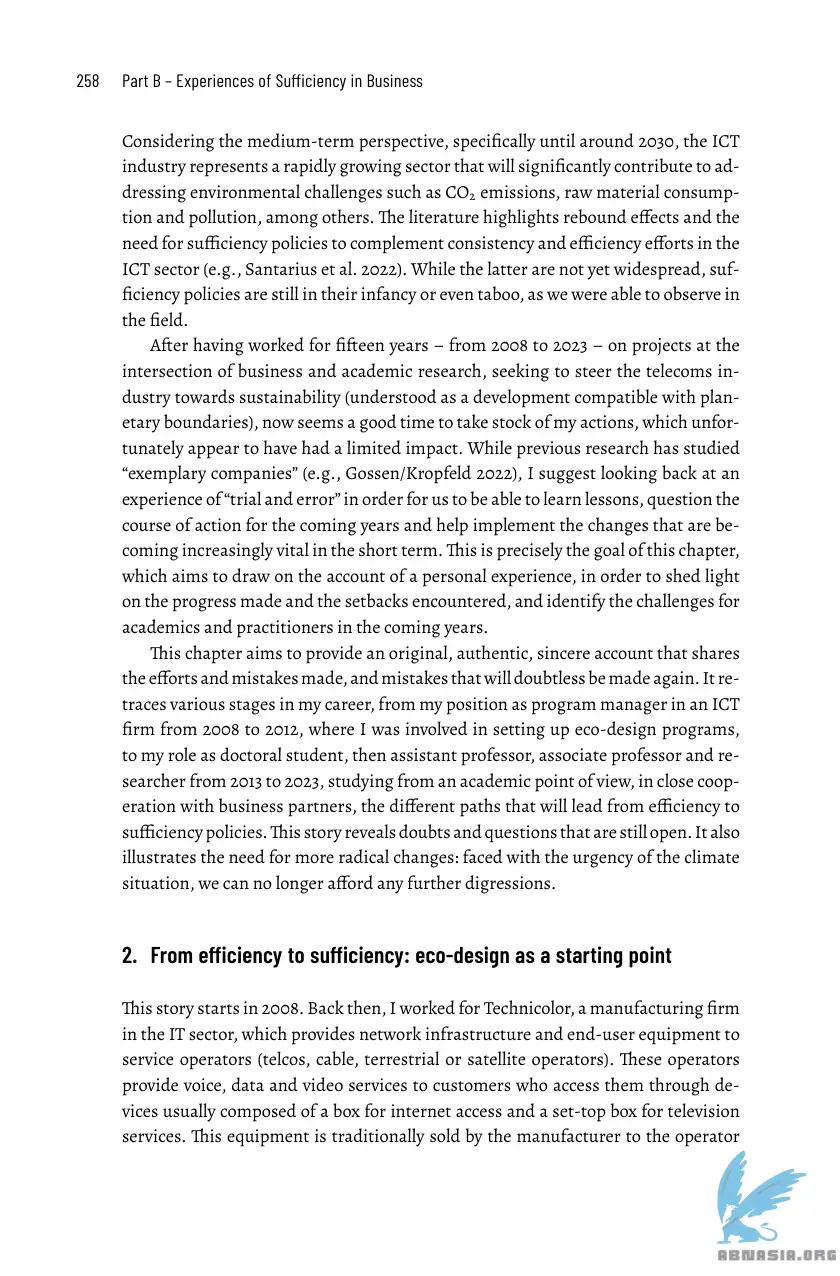 258 Part B – Experiences of Sufficiency in Business
Considering the medium-term perspective, specifically until around 2030, the ICT
industry represents a rapidly growing sector that will significantly contribute to ad-
dressing environmental challenges such as CO₂ emissions, raw material consump-
tion and pollution, among others. The literature highlights rebound effects and the
need for sufficiency policies to complement consistency and efficiency efforts in the
ICT sector (e.g., Santarius et al. 2022). While the latter are not yet widespread, suf-
ficiency policies are still in their infancy or even taboo, as we were able to observe in
the field.
After having worked for fifteen years – from 2008 to 2023 – on projects at the
intersection of business and academic research, seeking to steer the telecoms in-
dustry towards sustainability (understood as a development compatible with plan-
etary boundaries), now seems a good time to take stock of my actions, which unfor-
tunately appear to have had a limited impact. While previous research has studied
“exemplary companies” (e.g., Gossen/Kropfeld 2022), I suggest looking back at an
experience of “trial and error” in order for us to be able to learn lessons, question the
course of action for the coming years and help implement the changes that are be-
coming increasingly vital in the short term. This is precisely the goal of this chapter,
which aims to draw on the account of a personal experience, in order to shed light
on the progress made and the setbacks encountered, and identify the challenges for
academics and practitioners in the coming years.
This chapter aims to provide an original, authentic, sincere account that shares
the efforts and mistakes made, and mistakes that will doubtless be made again. It re-
traces various stages in my career, from my position as program manager in an ICT
firm from 2008 to 2012, where I was involved in setting up eco-design programs,
to my role as doctoral student, then assistant professor, associate professor and re-
searcher from 2013 to 2023, studying from an academic point of view, in close coop-
eration with business partners, the different paths that will lead from efficiency to
sufficiency policies. This story reveals doubts and questions that are still open. It also
illustrates the need for more radical changes: faced with the urgency of the climate
situation, we can no longer afford any further digressions.
2. From efficiency to sufficiency: eco-design as a starting point
This story starts in 2008. Back then, I worked for Technicolor, a manufacturing firm
in the IT sector, which provides network infrastructure and end-user equipment to
service operators (telcos, cable, terrestrial or satellite operators). These operators
provide voice, data and video services to customers who access them through de-
vices usually composed of a box for internet access and a set-top box for television
services. This equipment is traditionally sold by the manufacturer to the operator
ABNASIA.ORG